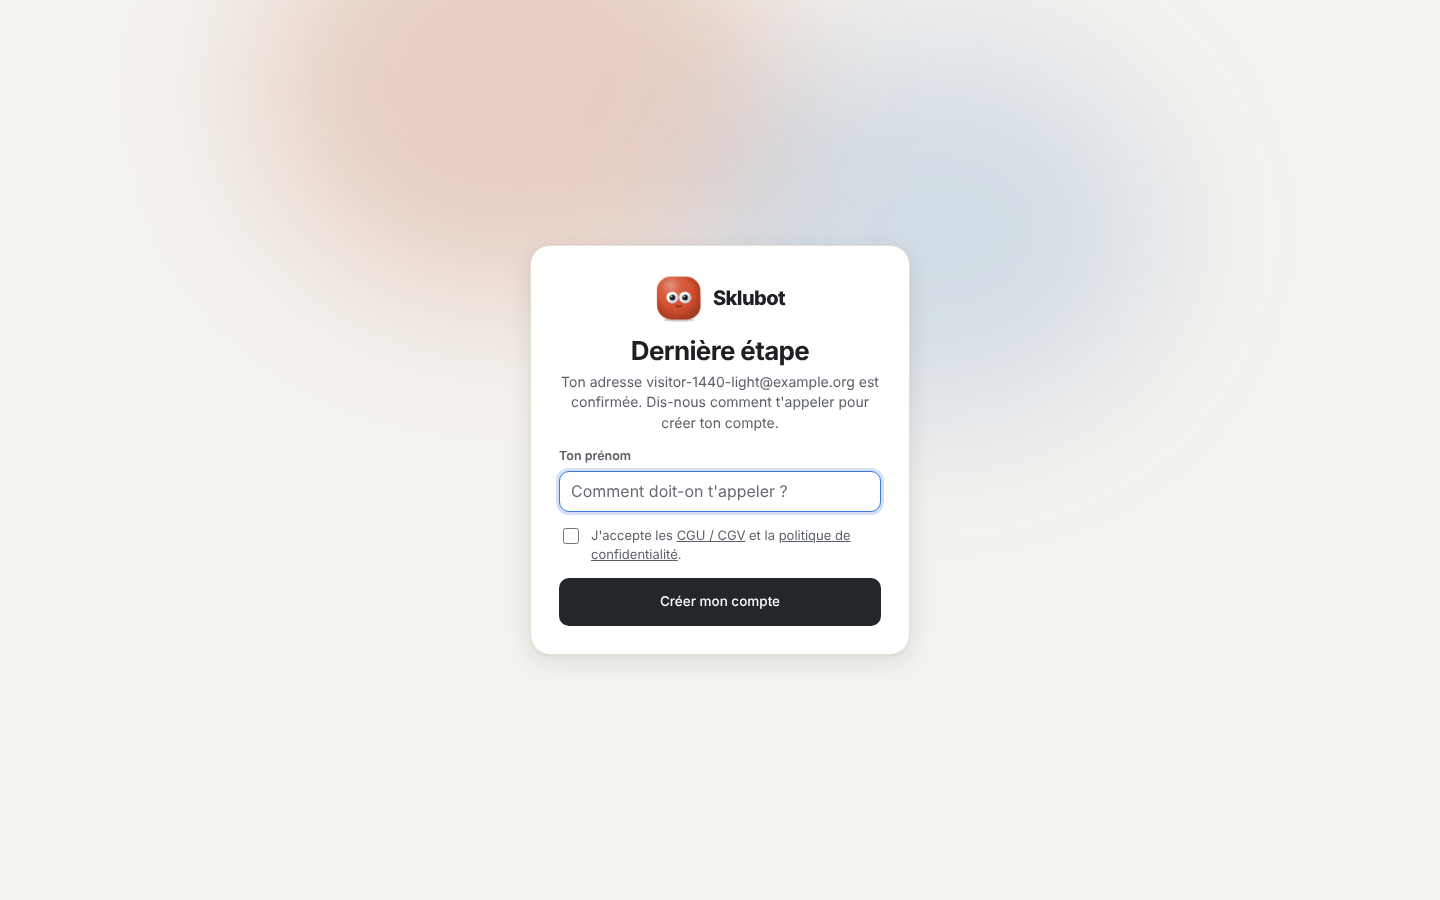 Sklubot
Dernière étape
Ton adresse visitor-1440-light@example.org est
confirmée. Dis-nous comment t'appeler pour
créer ton compte.
Ton prénom
Comment doit-on t'appeler ?
J'accepte les CGU / CGV et la politique de
confidentialité.
Créer mon compte